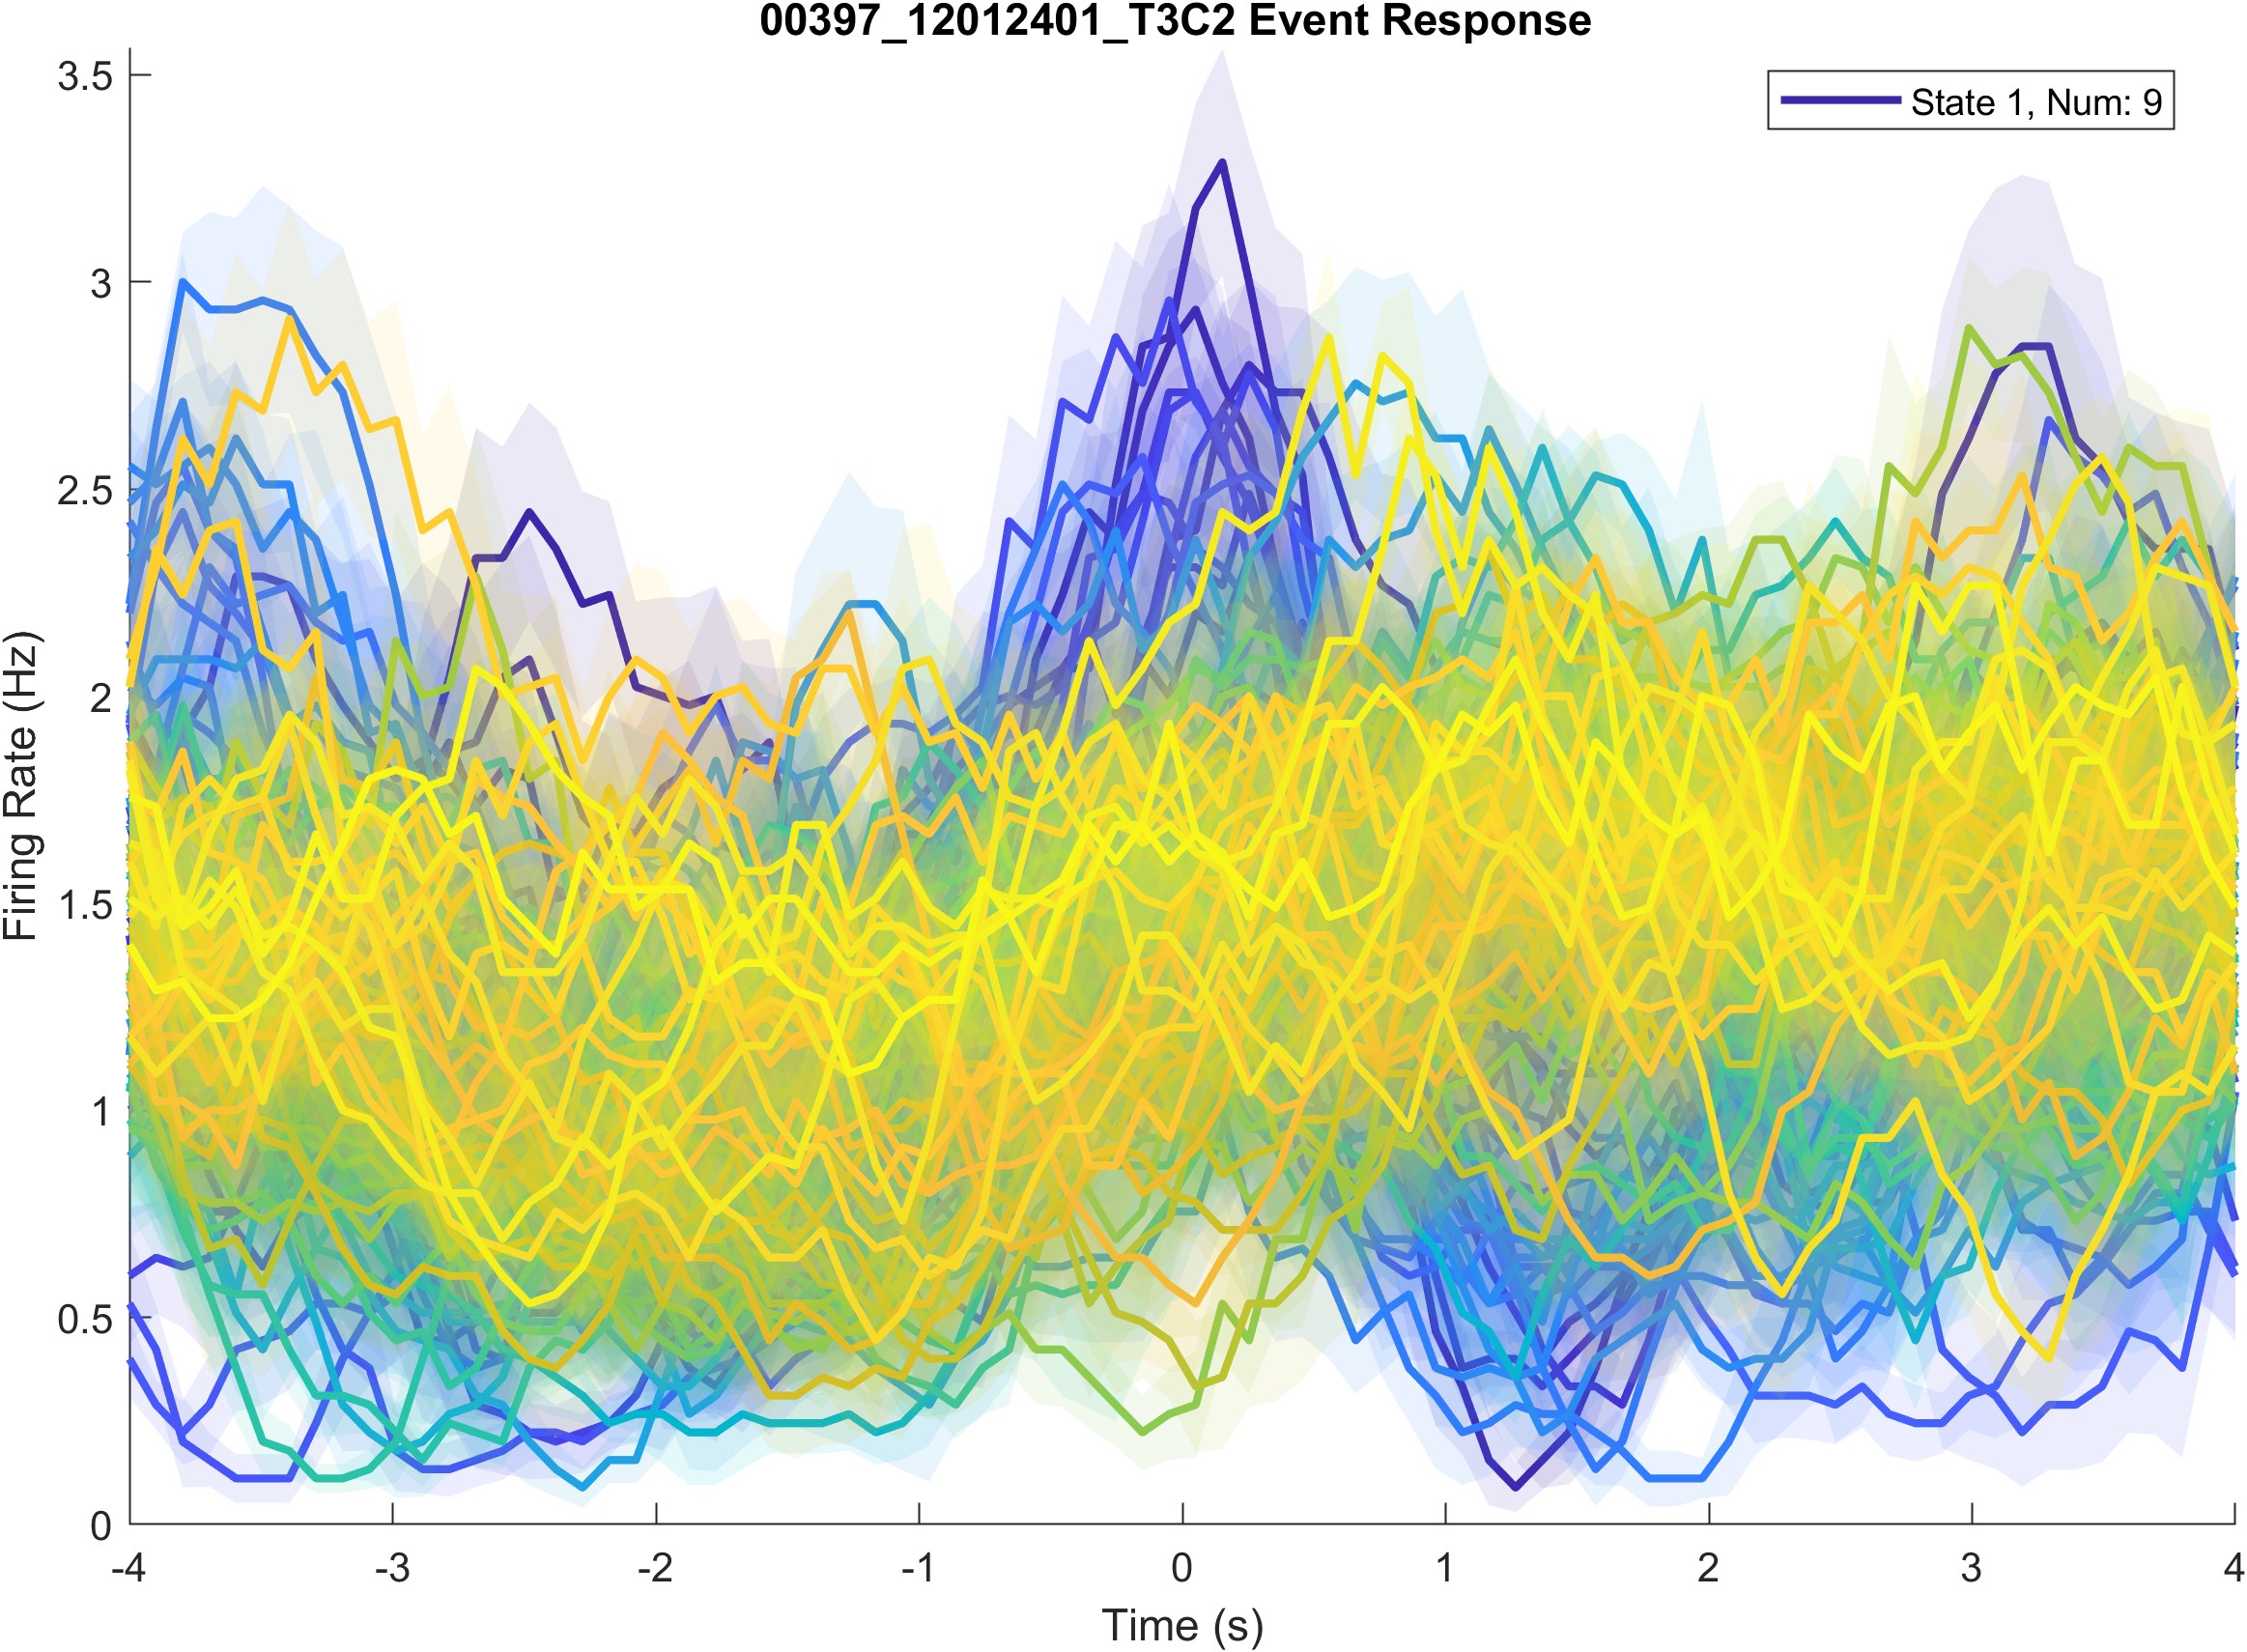 00397_12012401_T3C2 Event Response
State 1, Num: 9
Firing Rate (Hz)
3.5
3
2.5
2
1.5
1
0.5
0
-4 -3 -2 -1 0 1 2 3 4
Time (s)